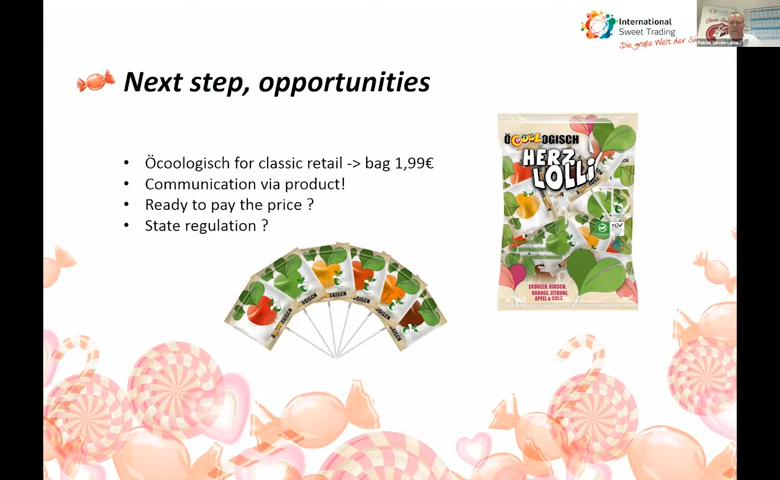 International
Sweet Trading
Die große Welt der
Next step, opportunities
• Öcoologisch for classic retail -> bag 1,99€
• Communication via product!
• Ready to pay the price ?
• State regulation ?
ÖCOOLOGISCH
HERZ
LOLLI
TÜV
ERDBEER, KIRSCH,
ORANGE, ZITRONE,
APFEL & COLA